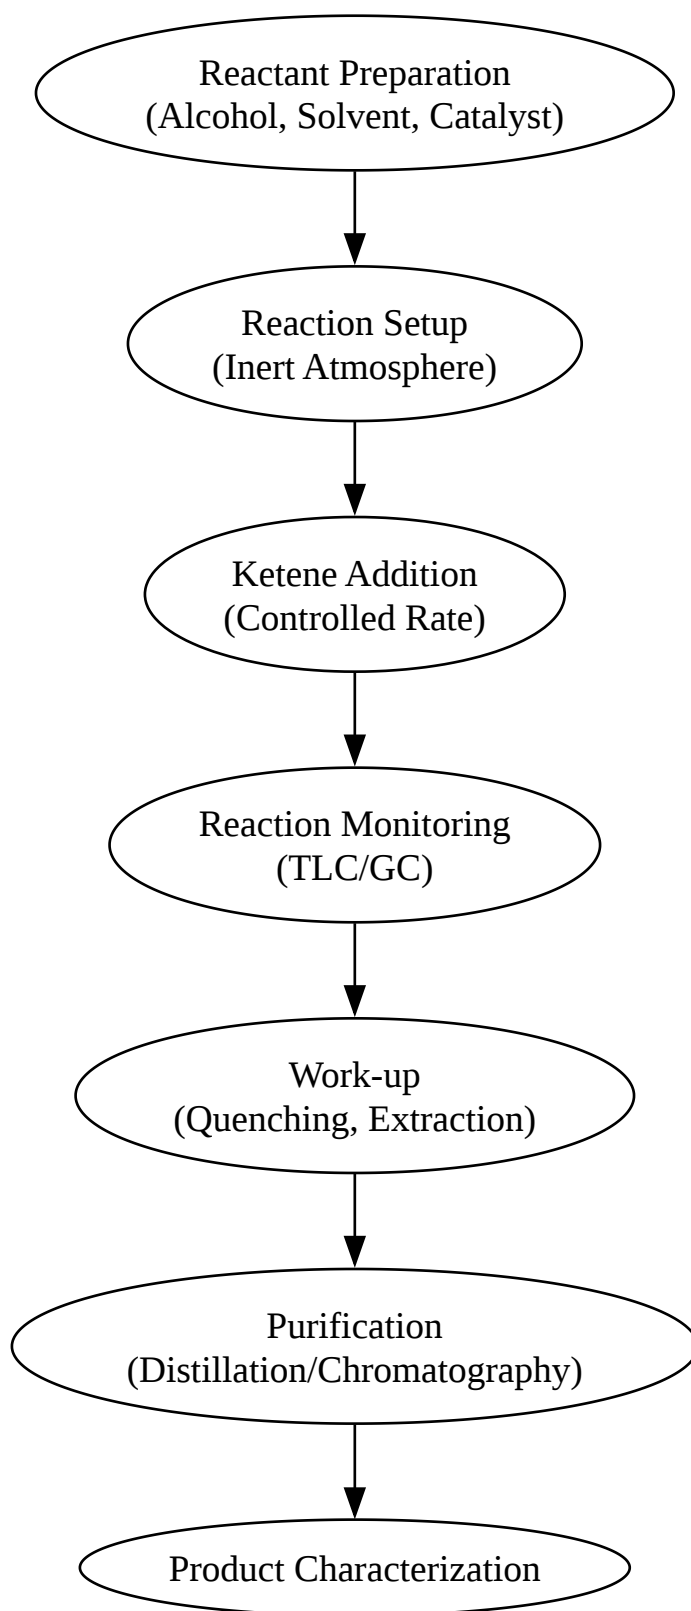 Reactant Preparation
(Alcohol, Solvent, Catalyst)
Reaction Setup
(Inert Atmosphere)
Ketene Addition
(Controlled Rate)
Reaction Monitoring
(TLC/GC)
Work-up
(Quenching, Extraction)
Purification
(Distillation/Chromatography)
Product Characterization